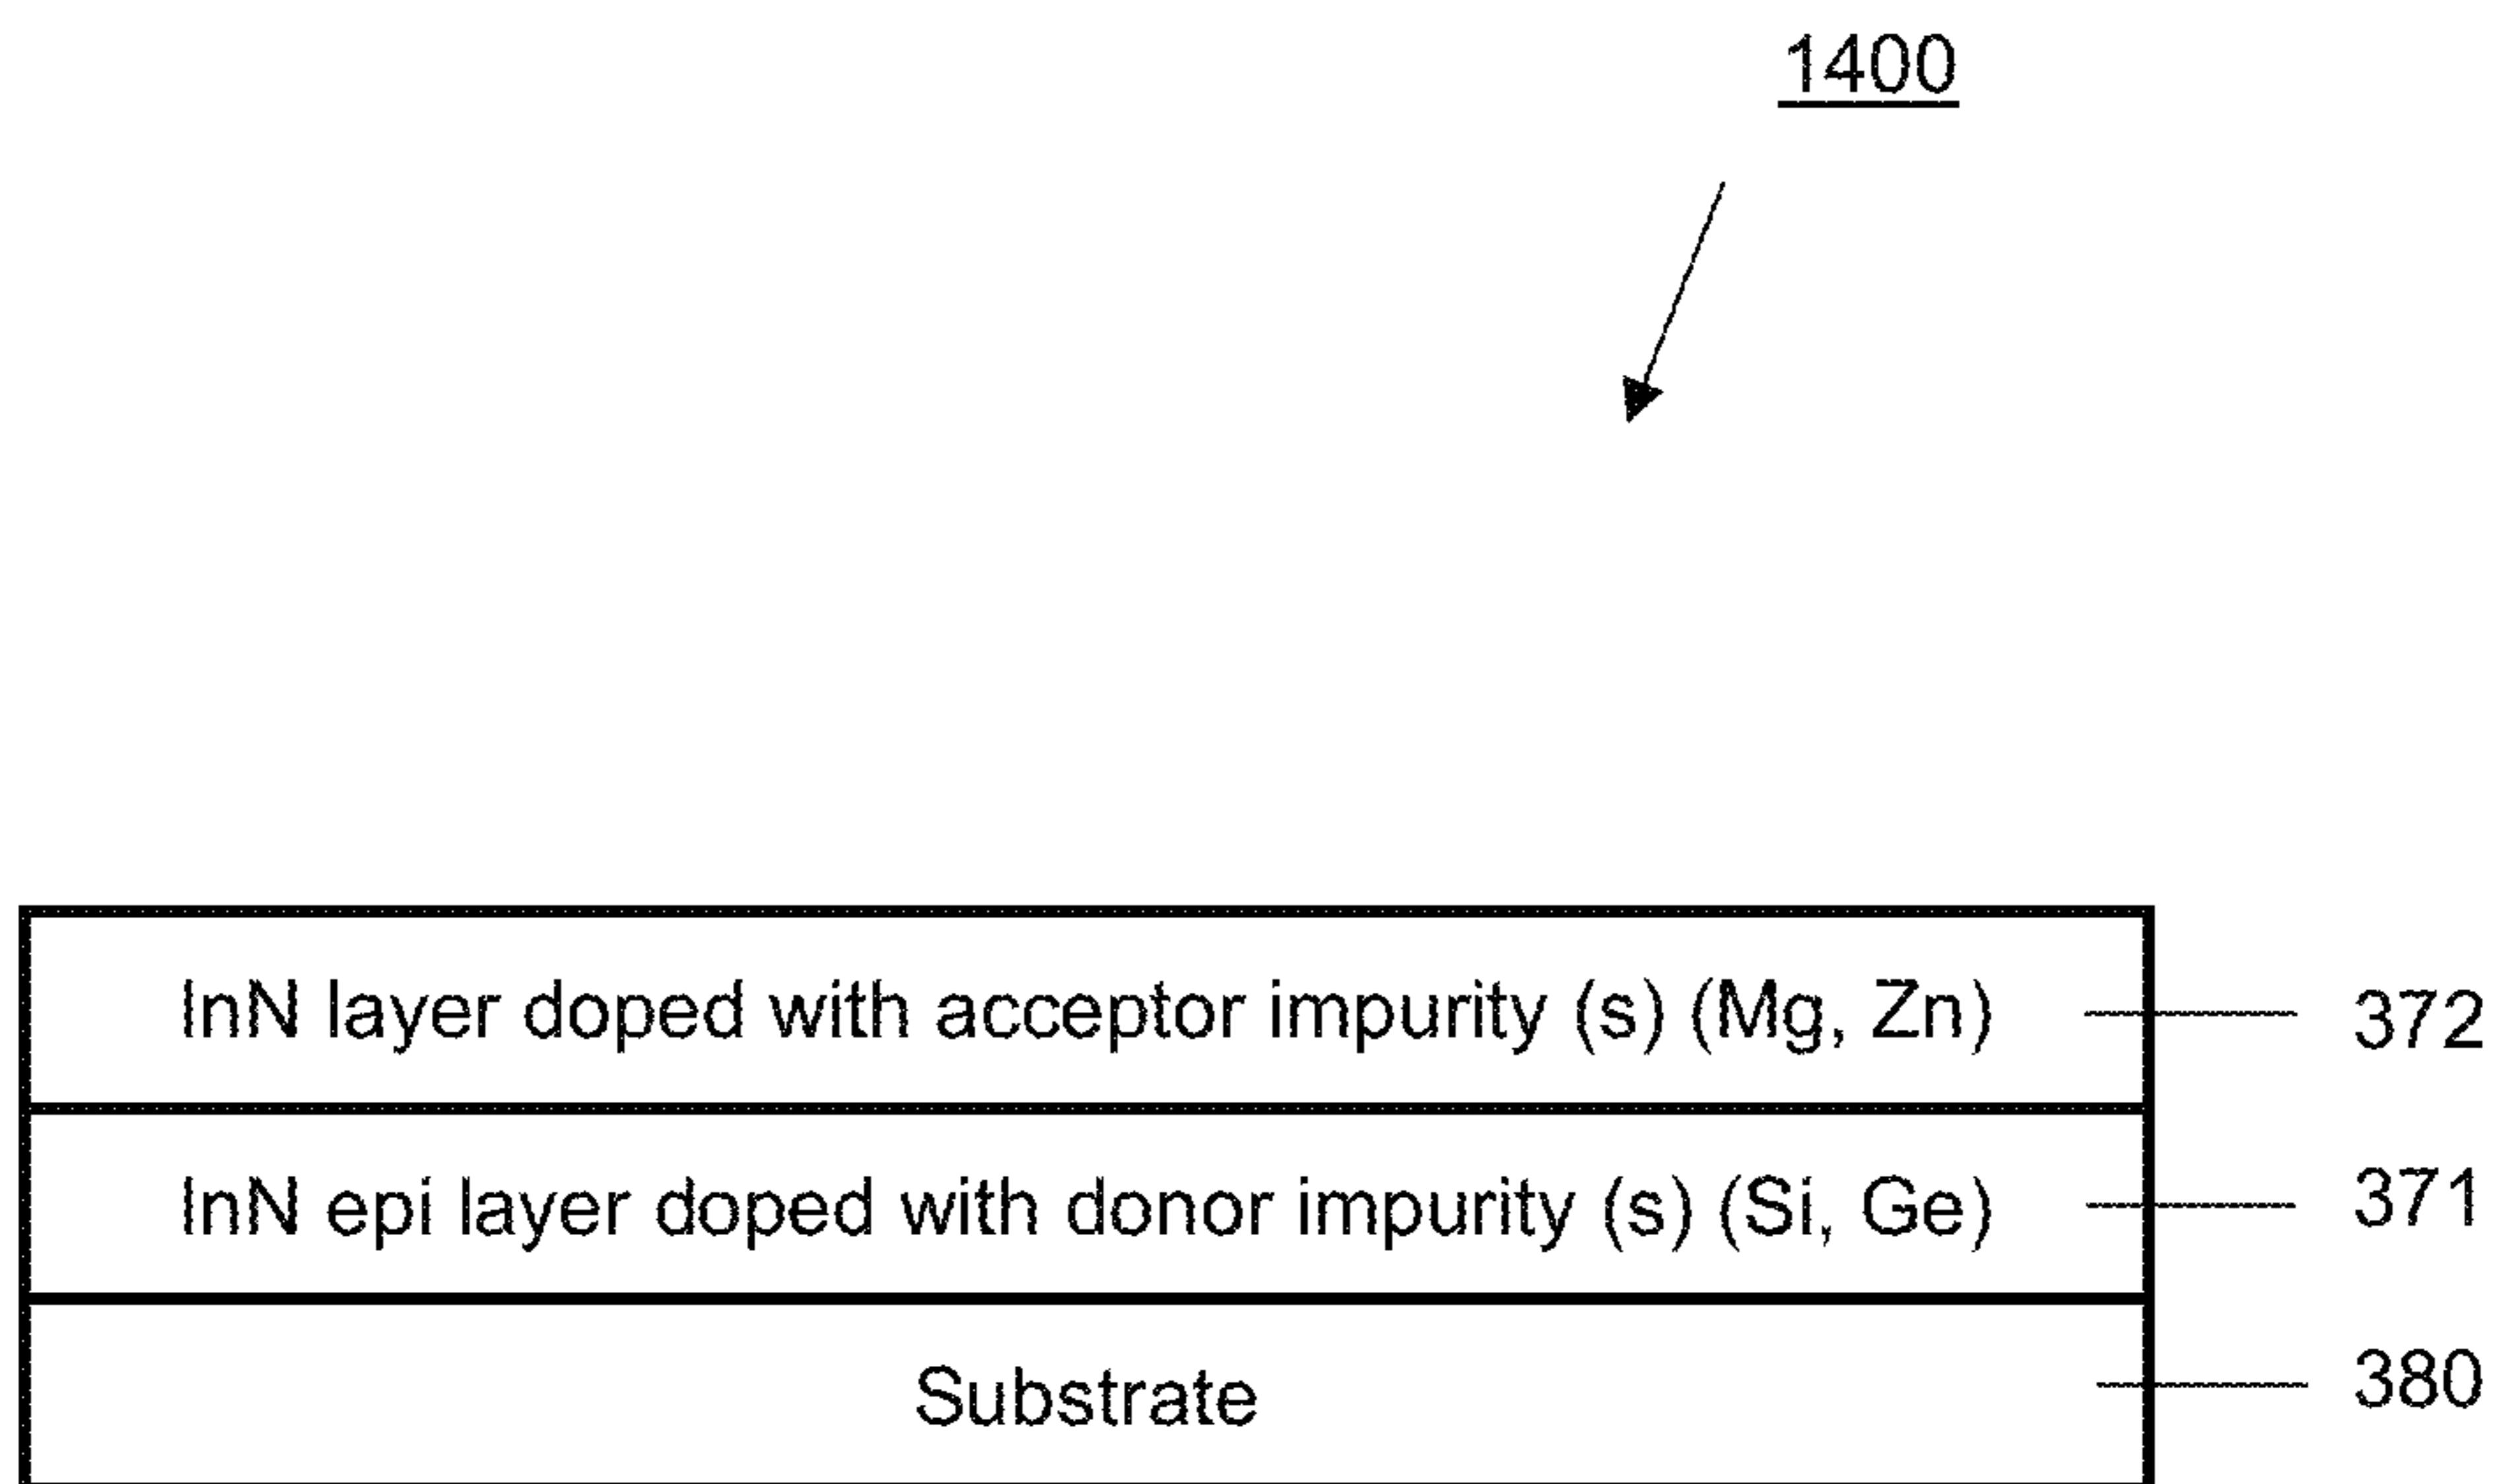 1400
InN layer doped with acceptor impurity (s) (Mg, Zn) 372
InN epi layer doped with donor impurity (s) (Si, Ge) 371
Substrate 380